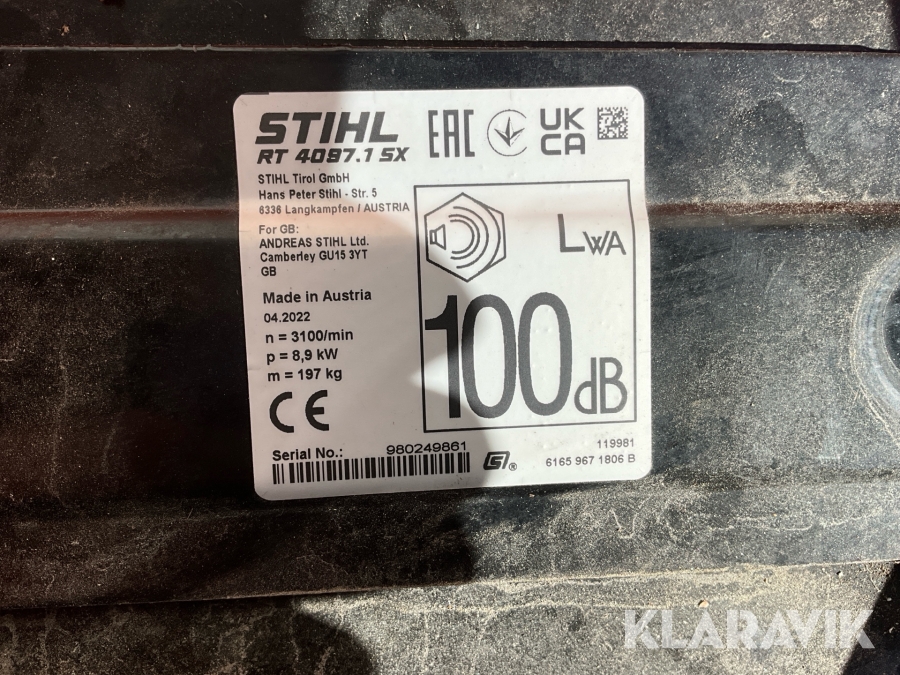 STIHL
RT 4097.1 SX
EAC
UK
CA
STIHL Tirol GmbH
Hans Peter Stihl - Str. 5
6336 Langkampfen / AUSTRIA
For GB:
ANDREAS STIHL Ltd.
Camberley GU15 3YT
GB
Made in Austria
04.2022
n = 3100/min
p = 8,9 kW
m = 197 kg
CE
LWA
100 dB
Serial No.: 980249861
®
119981
6165 967 1806 B
KLARAVIK